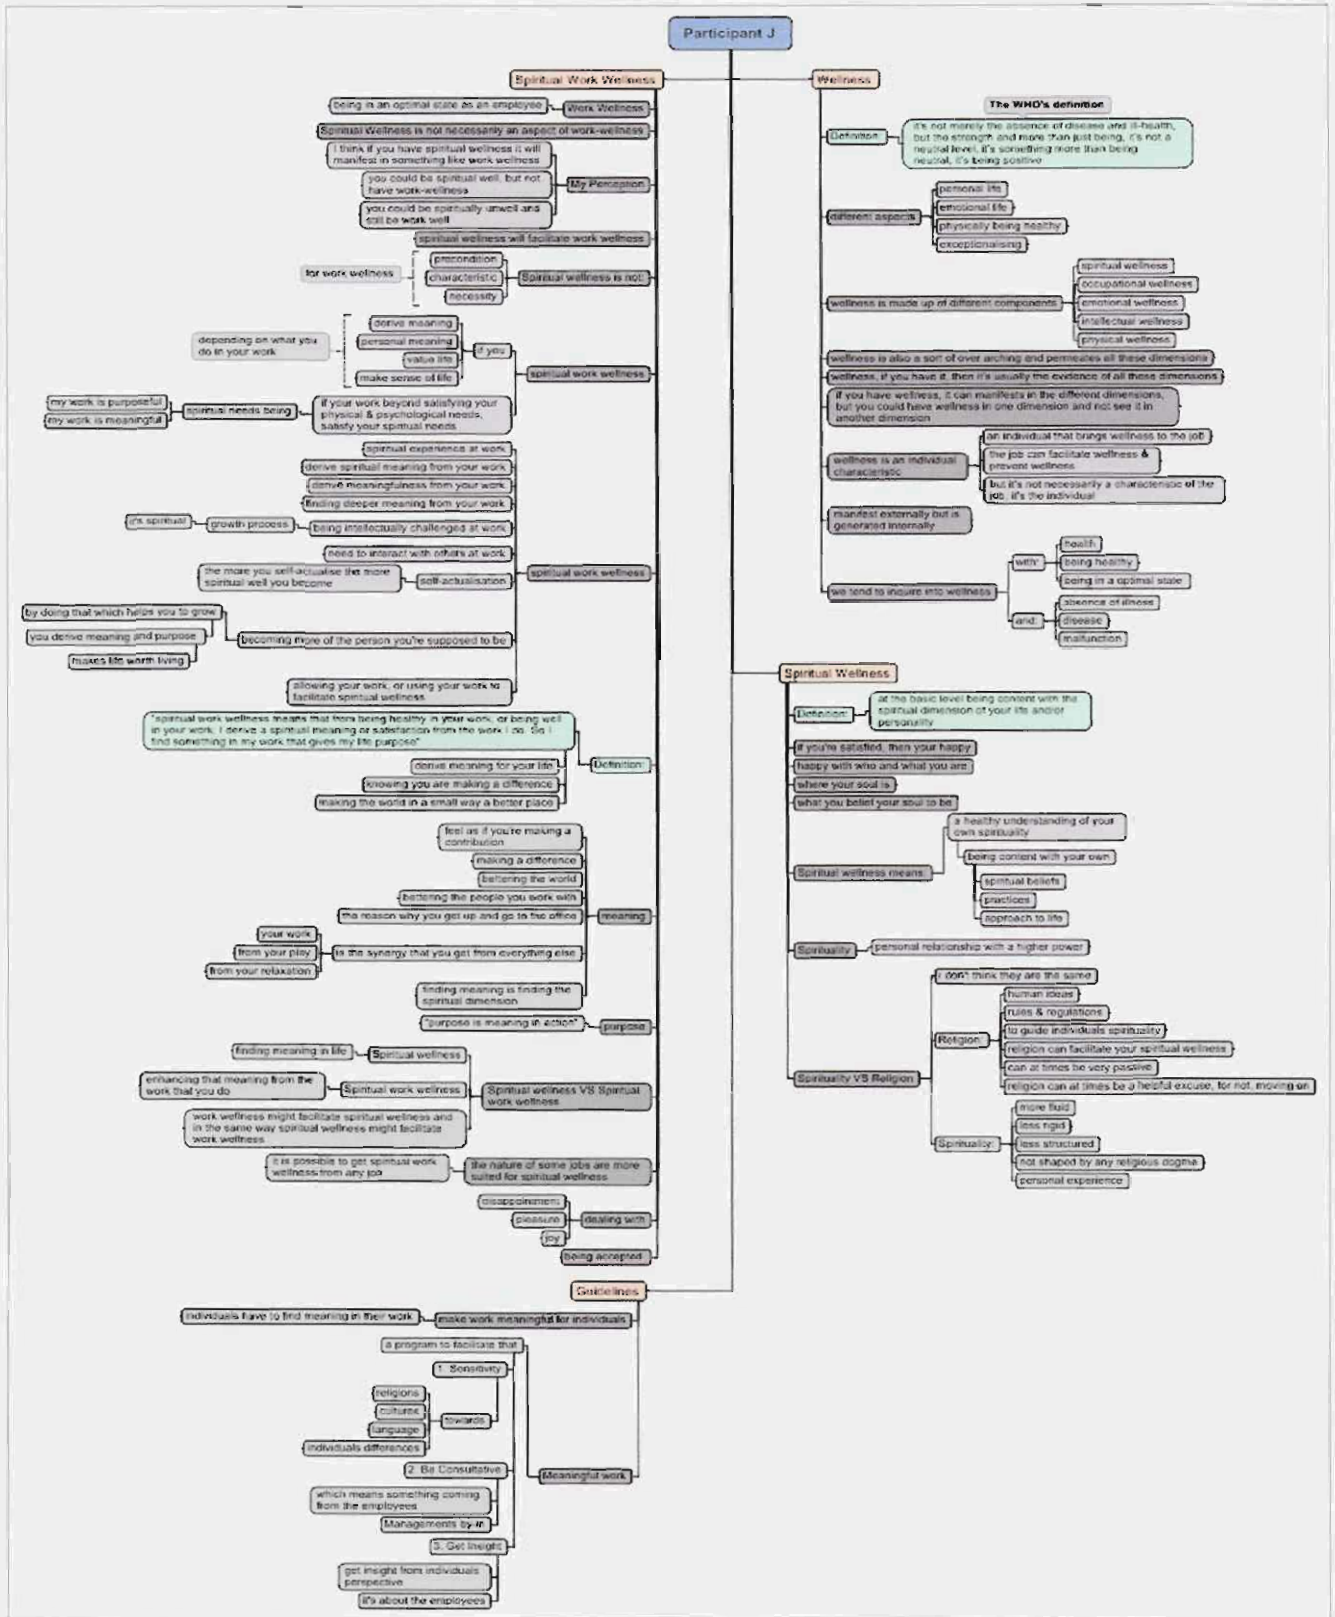 Participant J
Spiritual Work Wellness
being in an optimal state as an employee
Work Wellness
Spiritual Wellness is not necessarily an aspect of work-wellness
I think if you have spiritual wellness it will
manifest in something like work wellness
you could be spiritual well, but not
have work-wellness
you could be spiritually unwell and
still be work well
My Perception
spiritual wellness will facilitate work wellness
for work wellness
precondition
characteristic
necessity
Spiritual wellness is not:
depending on what you
do in your work
derive meaning
personal meaning
value life
make sense of life
if you
spiritual work wellness
my work is purposeful
my work is meaningful
spiritual needs being
if your work beyond satisfying your
physical & psychological needs,
satisfy your spiritual needs
spiritual experience at work
derive spiritual meaning from your work
derive meaningfulness from your work
finding deeper meaning from your work
it's spiritual
growth process
being intellectually challenged at work
need to interact with others at work
the more you self-actualise the more
spiritual well you become
self-actualisation
spiritual work wellness
by doing that which helps you to grow
you derive meaning and purpose
makes life worth living
becoming more of the person you're supposed to be
allowing your work, or using your work to
facilitate spiritual wellness
"spiritual work wellness means that from being healthy in your work, or being well
in your work, I derive a spiritual meaning or satisfaction from the work I do. So I
find something in my work that gives my life purpose"
Definition:
derive meaning for your life
knowing you are making a difference
making the world in a small way a better place
feel as if you're making a
contribution
making a difference
bettering the world
bettering the people you work with
the reason why you get up and go to the office
meaning
your work
from your play
from your relaxation
is the synergy that you get from everything else
finding meaning is finding the
spiritual dimension
"purpose is meaning in action"
purpose
finding meaning in life
Spiritual wellness
enhancing that meaning from the
work that you do
Spiritual work wellness
Spiritual wellness VS Spiritual
work wellness
work wellness might facilitate spiritual wellness and
in the same way spiritual wellness might facilitate
work wellness
it is possible to get spiritual work
wellness from any job
the nature of some jobs are more
suited for spiritual wellness
disappointment
pleasure
joy
dealing with
being accepted
Guidelines
individuals have to find meaning in their work
make work meaningful for individuals
a program to facilitate that
1. Sensitivity
religions
cultures
language
individuals differences
towards
2. Be Consultative
which means something coming
from the employees
Managements by-in
3. Get Insight
get insight from individuals
perspective
it's about the employees
Meaningful work
Wellness
The WHO's definition
Definition:
it's not merely the absence of disease and ill-health,
but the strength and more than just being, it's not a
neutral level, it's something more than being
neutral, it's being positive
different aspects
personal life
emotional life
physically being healthy
exceptionalising
wellness is made up of different components
spiritual wellness
occupational wellness
emotional wellness
intellectual wellness
physical wellness
wellness is also a sort of over arching and permeates all these dimensions
wellness, if you have it, then it's usually the evidence of all these dimensions
if you have wellness, it can manifests in the different dimensions,
but you could have wellness in one dimension and not see it in
another dimension
wellness is an individual
characteristic
an individual that brings wellness to the job
the job can facilitate wellness &
prevent wellness
but it's not necessarily a characteristic of the
job, it's the individual
manifest externally but is
generated internally
we tend to inquire into wellness
with:
health
being healthy
being in a optimal state
and:
absence of illness
disease
malfunction
Spiritual Wellness
Definition:
at the basic level being content with the
spiritual dimension of your life and/or
personality
if you're satisfied, then your happy
happy with who and what you are
where your soul is
what you belief your soul to be
Spiritual wellness means:
a healthy understanding of your
own spirituality
being content with your own
spiritual beliefs
practices
approach to life
Spirituality
personal relationship with a higher power
Spirituality VS Religion
I don't think they are the same
Religion:
human ideas
rules & regulations
to guide individuals spirituality
religion can facilitate your spiritual wellness
can at times be very passive
religion can at times be a helpful excuse, for not, moving on
Spirituality:
more fluid
less rigid
less structured
not shaped by any religious dogma
personal experience